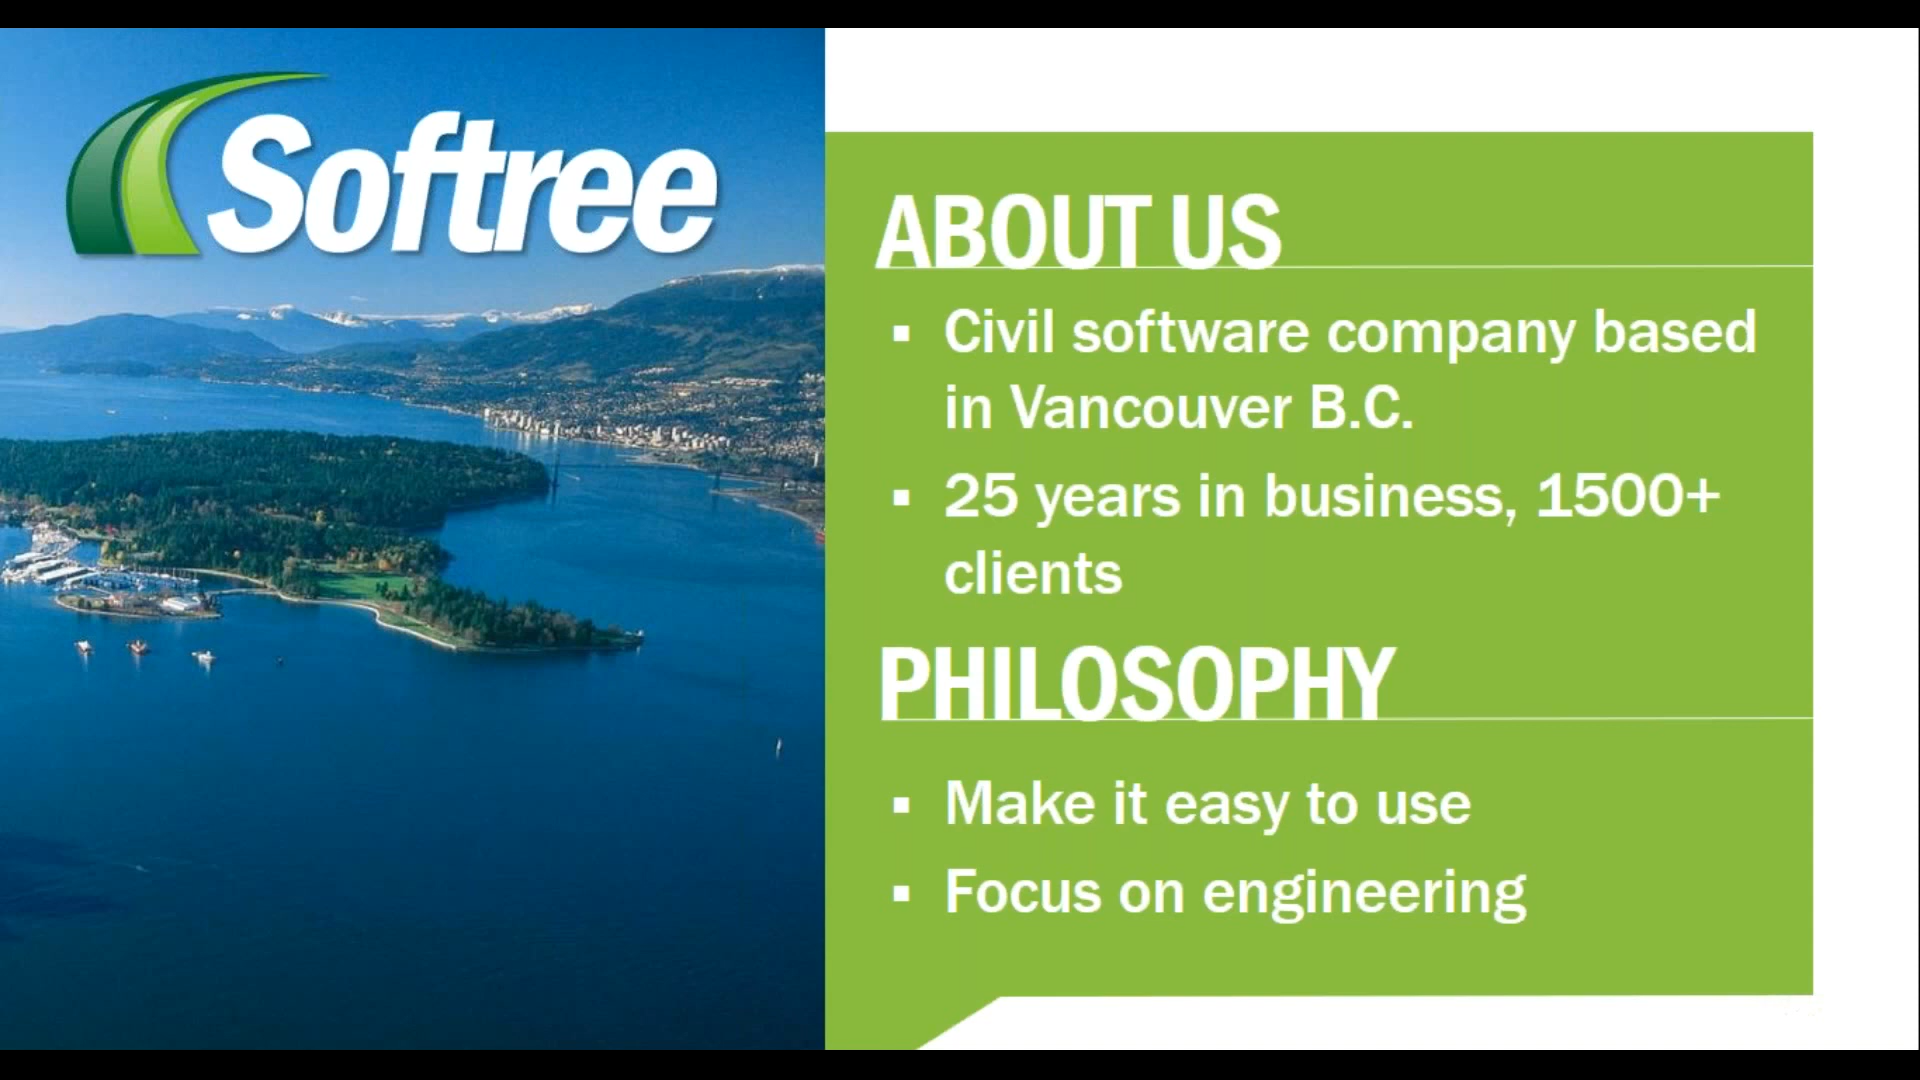 Softree
ABOUT US
▪ Civil software company based
in Vancouver B.C.
▪ 25 years in business, 1500+
clients
PHILOSOPHY
▪ Make it easy to use
▪ Focus on engineering